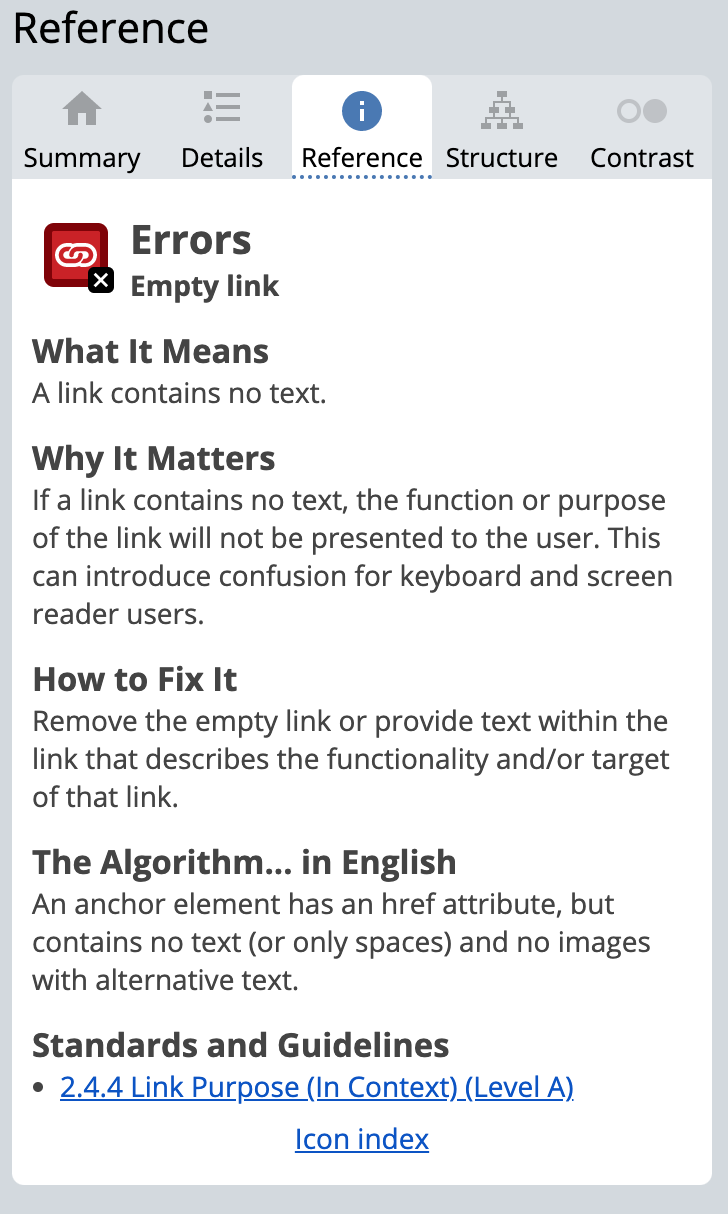 Reference
Summary
Details
Reference
Structure
Contrast
Errors
Empty link
What It Means
A link contains no text.
Why It Matters
If a link contains no text, the function or purpose
of the link will not be presented to the user. This
can introduce confusion for keyboard and screen
reader users.
How to Fix It
Remove the empty link or provide text within the
link that describes the functionality and/or target
of that link.
The Algorithm... in English
An anchor element has an href attribute, but
contains no text (or only spaces) and no images
with alternative text.
Standards and Guidelines
• 2.4.4 Link Purpose (In Context) (Level A)
Icon index